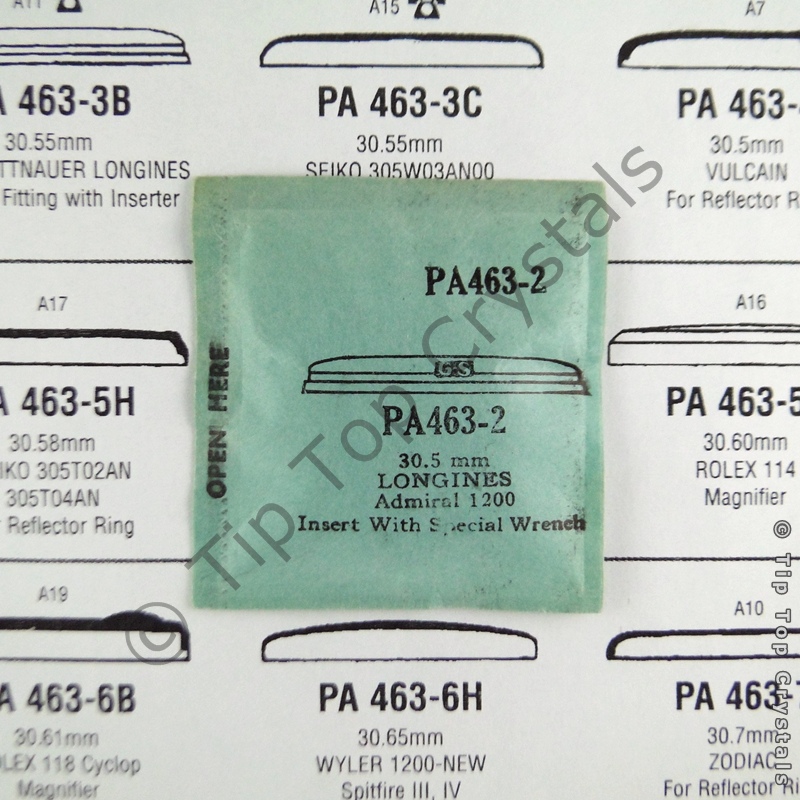 A11
A15
A7
A 463-3B
PA 463-3C
PA 463-
30.55mm
30.55mm
30.5mm
TTNAUER LONGINES
SEIKO 305W03AN00
VULCAIN
Fitting with Inserter
For Reflector R
PA463-2
OPEN HERE
GS
PA463-2
30.5 mm
LONGINES
Admiral 1200
Insert With Special Wrench
A17
A16
A 463-5H
PA 463-5
30.58mm
30.60mm
IKO 305T02AN
ROLEX 114
305T04AN
Magnifier
Reflector Ring
A19
A10
A 463-6B
PA 463-6H
PA 463-7
30.61mm
30.65mm
30.7mm
LEX 118 Cyclop
WYLER 1200-NEW
ZODIAC
Magnifier
Spitfire III, IV
For Reflector Ri
© Tip Top Crystals
© Tip Top Crystals